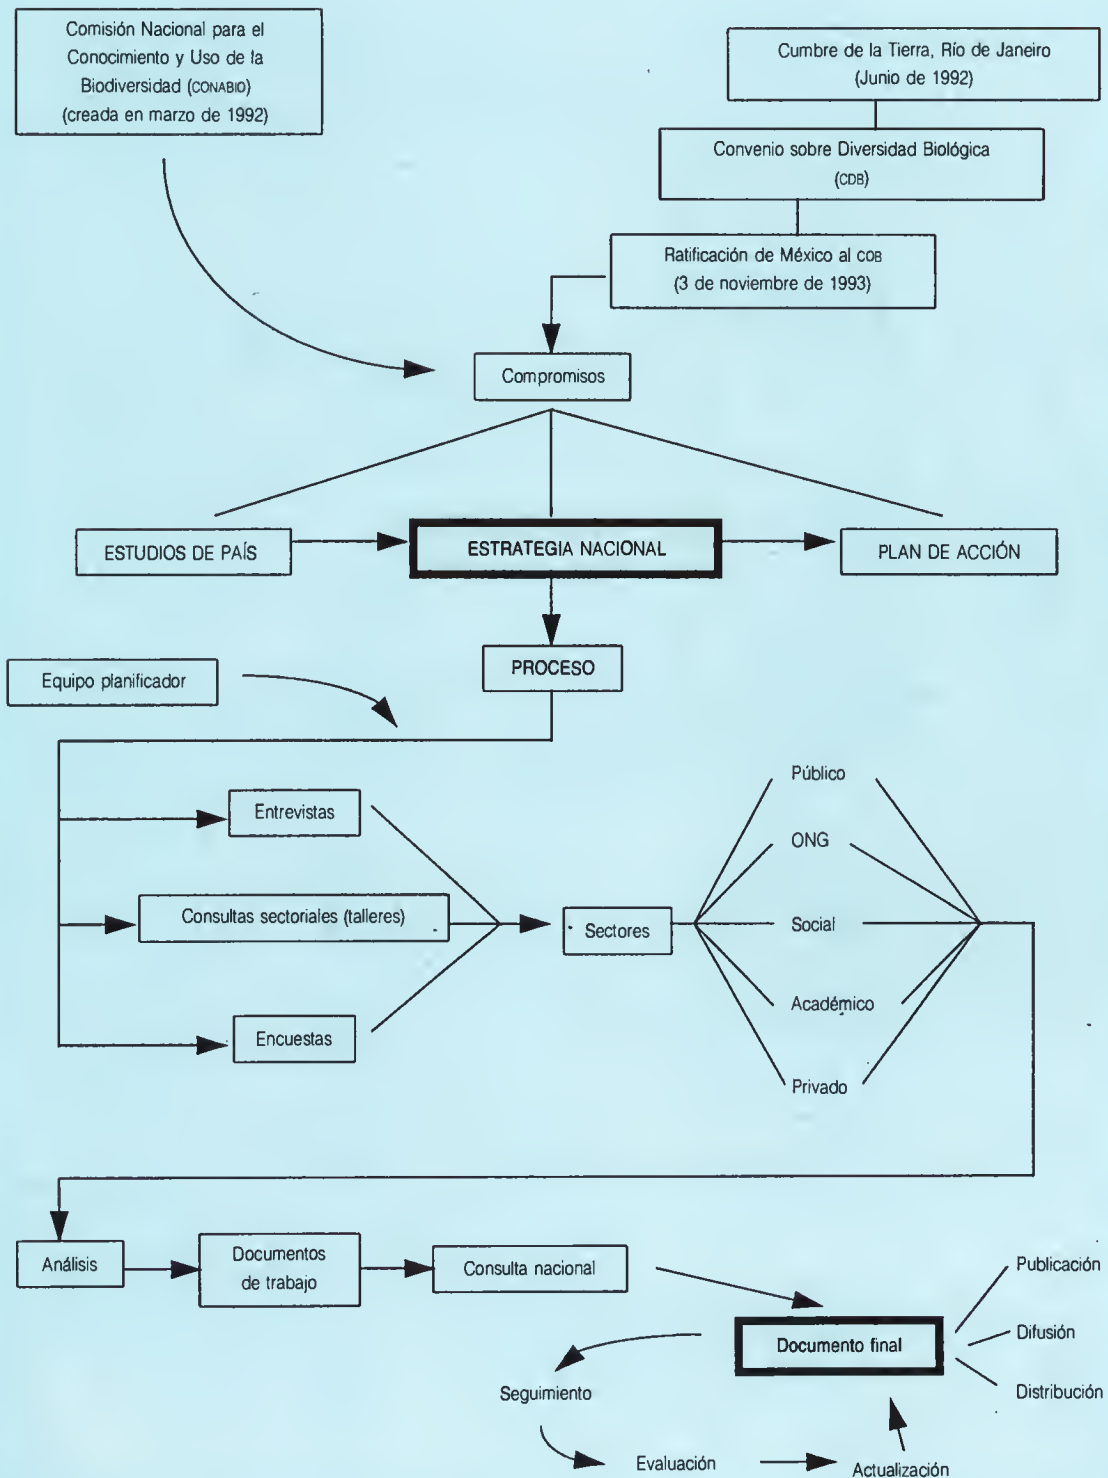 Comisión Nacional para el
Conocimiento y Uso de la
Biodiversidad (CONABIO)
(creada en marzo de 1992)
Cumbre de la Tierra, Río de Janeiro
(Junio de 1992)
Convenio sobre Diversidad Biológica
(CDB)
Ratificación de México al CDB
(3 de noviembre de 1993)
Compromisos
ESTUDIOS DE PAÍS
ESTRATEGIA NACIONAL
PLAN DE ACCIÓN
PROCESO
Equipo planificador
Entrevistas
Consultas sectoriales (talleres)
Encuestas
Sectores
Público
ONG
Social
Académico
Privado
Análisis
Documentos
de trabajo
Consulta nacional
Documento final
Publicación
Difusión
Distribución
Seguimiento
Evaluación
Actualización